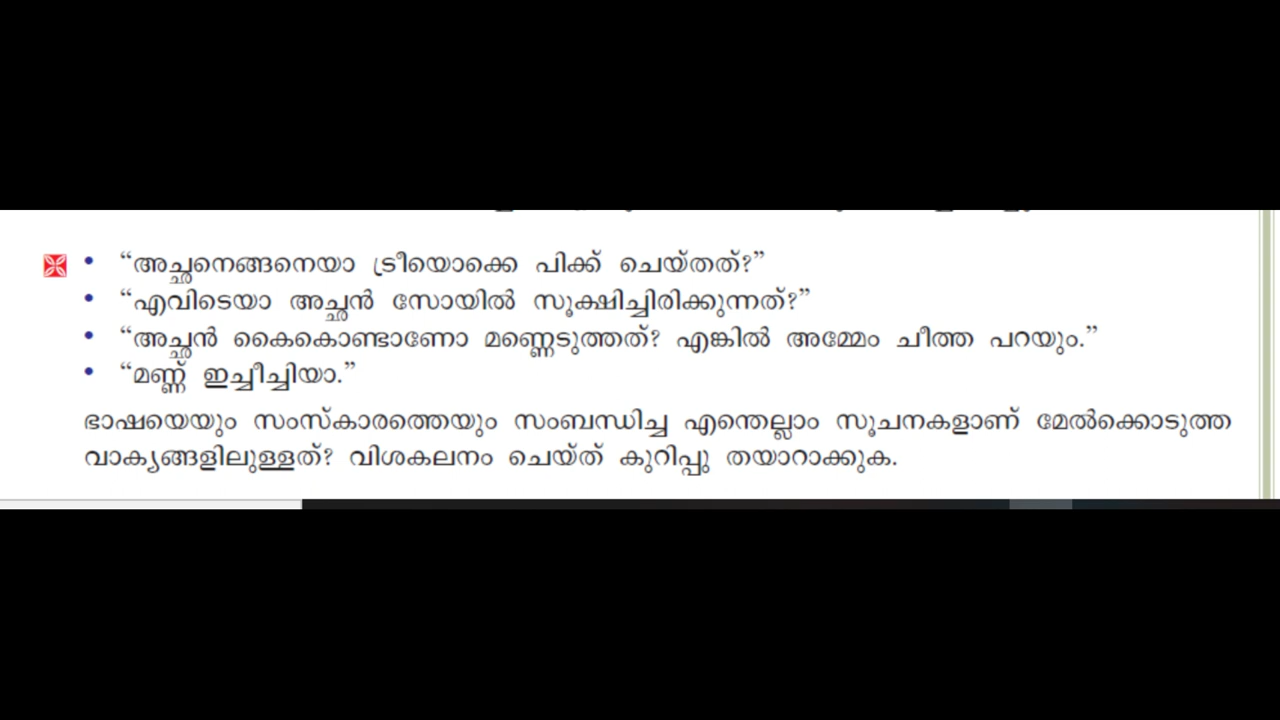 • “അച്ഛനെങ്ങനെയാ ട്രീയൊക്കെ പിക്ക് ചെയ്തത്?”
• “എവിടെയാ അച്ഛൻ സോയിൽ സൂക്ഷിച്ചിരിക്കുന്നത്?”
• “അച്ഛൻ കൈകൊണ്ടാണോ മണ്ണെടുത്തത്? എങ്കിൽ അമ്മേം ചീത്ത പറയും.”
• “മണ്ണ് ഇച്ചീച്ചിയാ.”
ഭാഷയെയും സംസ്കാരത്തെയും സംബന്ധിച്ച എന്തെല്ലാം സൂചനകളാണ് മേൽക്കൊടുത്ത
വാക്യങ്ങളിലുള്ളത്? വിശകലനം ചെയ്ത് കുറിപ്പു തയാറാക്കുക.